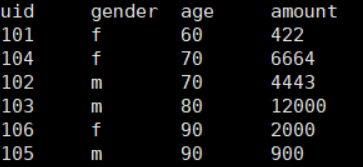 uid gender age amount
101 f 60 422
104 f 70 6664
102 m 70 4443
103 m 80 12000
106 f 90 2000
105 m 90 900